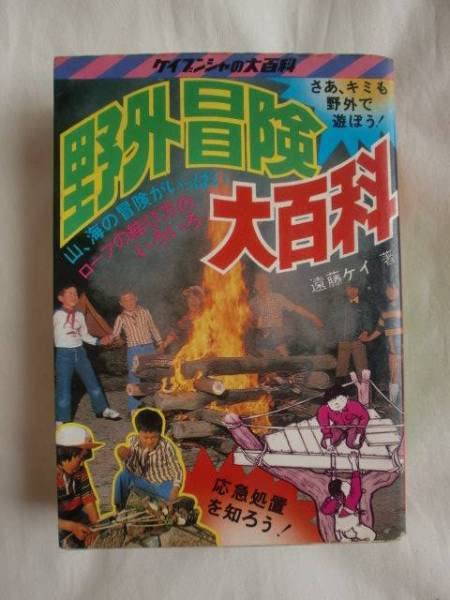 ケイブンシャの大百科
さあ、キミも
野外で
遊ぼう！
野外冒険
大百科
山、海の冒険がいっぱい
ロープの結び方も
いろいろ
遠藤ケイ 著
応急処置
を知ろう！